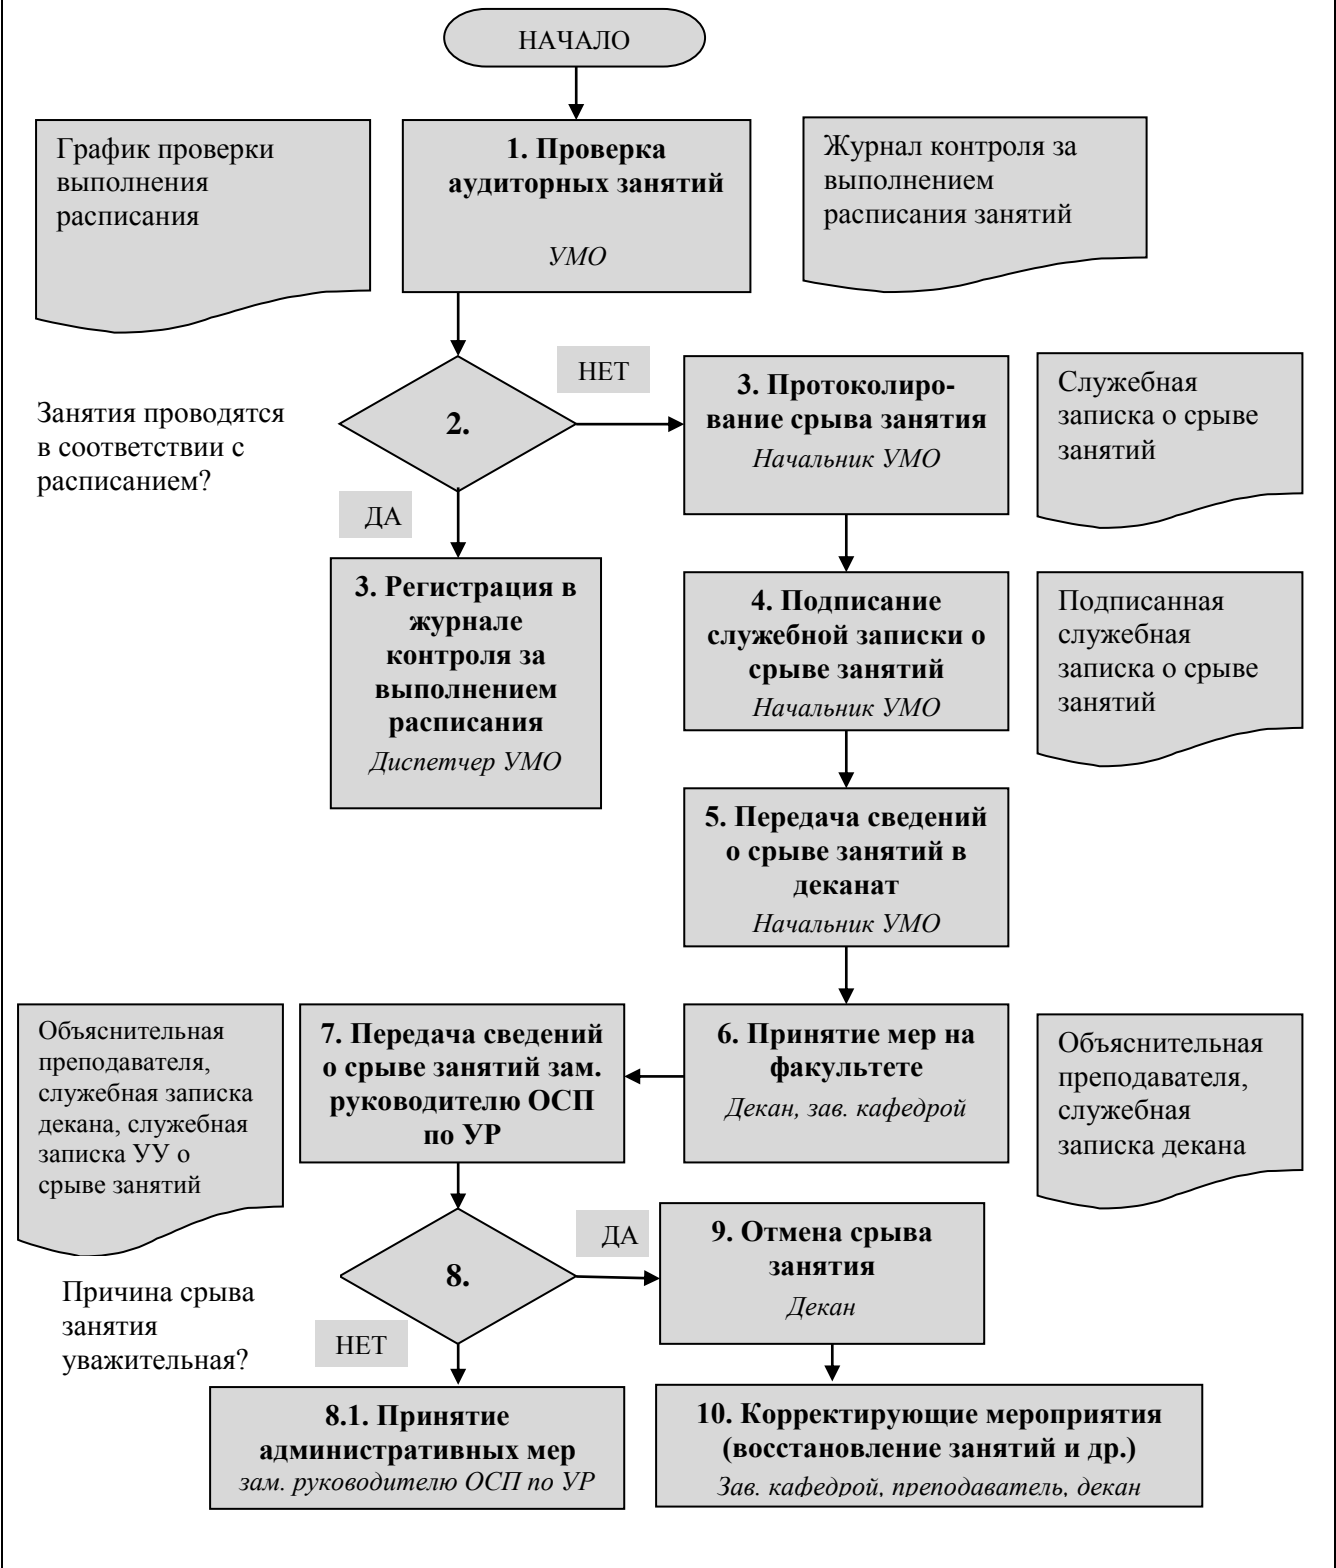 НАЧАЛО
График проверки
выполнения
расписания
1. Проверка
аудиторных занятий
УМО
Журнал контроля за
выполнением
расписания занятий
Занятия проводятся
в соответствии с
расписанием?
2.
НЕТ
3. Протоколиро-
вание срыва занятия
Начальник УМО
Служебная
записка о срыве
занятий
ДА
3. Регистрация в
журнале
контроля за
выполнением
расписания
Диспетчер УМО
4. Подписание
служебной записки о
срыве занятий
Начальник УМО
Подписанная
служебная
записка о срыве
занятий
5. Передача сведений
о срыве занятий в
деканат
Начальник УМО
Объяснительная
преподавателя,
служебная записка
декана, служебная
записка УУ о
срыве занятий
7. Передача сведений
о срыве занятий зам.
руководителю ОСП
по УР
6. Принятие мер на
факультете
Декан, зав. кафедрой
Объяснительная
преподавателя,
служебная
записка декана
Причина срыва
занятия
уважительная?
8.
ДА
9. Отмена срыва
занятия
Декан
НЕТ
8.1. Принятие
административных мер
зам. руководителю ОСП по УР
10. Корректирующие мероприятия
(восстановление занятий и др.)
Зав. кафедрой, преподаватель, декан